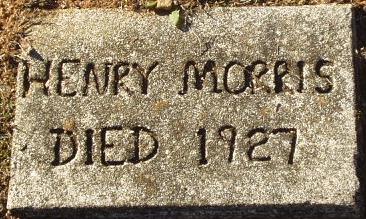 HENRY MORRIS
DIED 1927